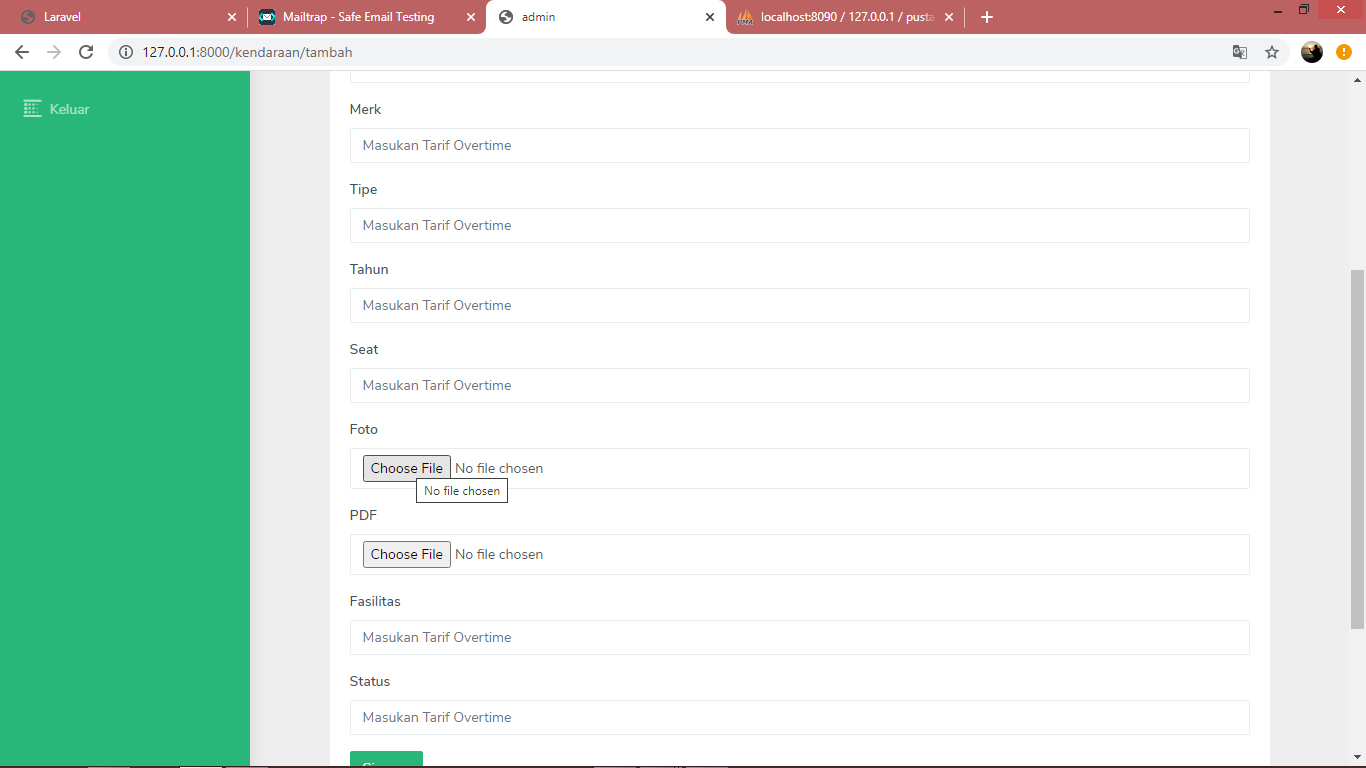 Laravel
Mailtrap - Safe Email Testing
admin
localhost:8090 / 127.0.0.1 / pusta
127.0.0.1:8000/kendaraan/tambah
Keluar
Merk
Masukan Tarif Overtime
Tipe
Masukan Tarif Overtime
Tahun
Masukan Tarif Overtime
Seat
Masukan Tarif Overtime
Foto
Choose File No file chosen
No file chosen
PDF
Choose File No file chosen
Fasilitas
Masukan Tarif Overtime
Status
Masukan Tarif Overtime